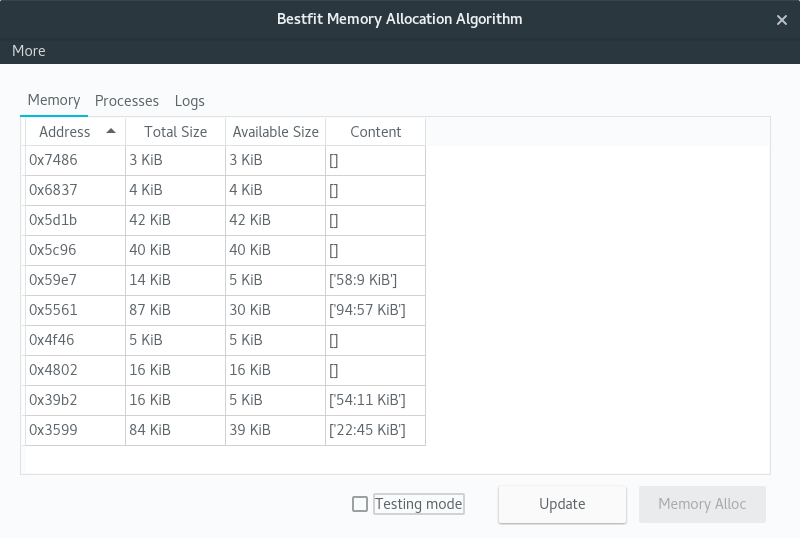 Bestfit Memory Allocation Algorithm
More
Memory Processes Logs
Address Total Size Available Size Content
0x7486 3 KiB 3 KiB []
0x6837 4 KiB 4 KiB []
0x5d1b 42 KiB 42 KiB []
0x5c96 40 KiB 40 KiB []
0x59e7 14 KiB 5 KiB ['58:9 KiB']
0x5561 87 KiB 30 KiB ['94:57 KiB']
0x4f46 5 KiB 5 KiB []
0x4802 16 KiB 16 KiB []
0x39b2 16 KiB 5 KiB ['54:11 KiB']
0x3599 84 KiB 39 KiB ['22:45 KiB']
Testing mode Update Memory Alloc